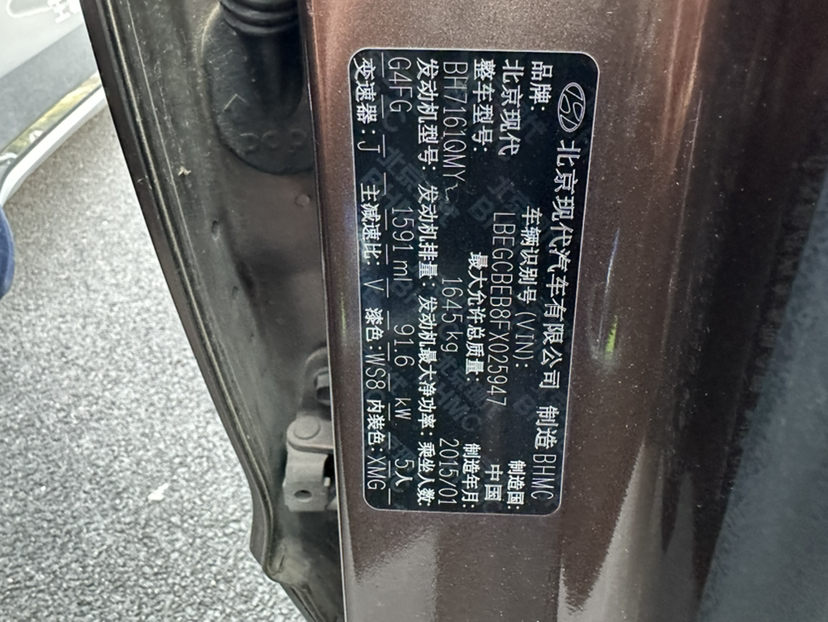 北京现代汽车有限公司 制造 BHMC
品牌: 车辆识别号(VIN): 制造国:
北京现代 LBEGCBEB8FX025947 中国
整车型号: 最大允许总质量: 制造年月:
BH7161QMY 1645 kg 2015/01
发动机型号: 发动机排量: 发动机最大净功率: 乘坐人数:
G4FG 1591 ml 91.6 kW 5人
变速器: J 主减速比: V 漆色: WS8 内装色: XMG